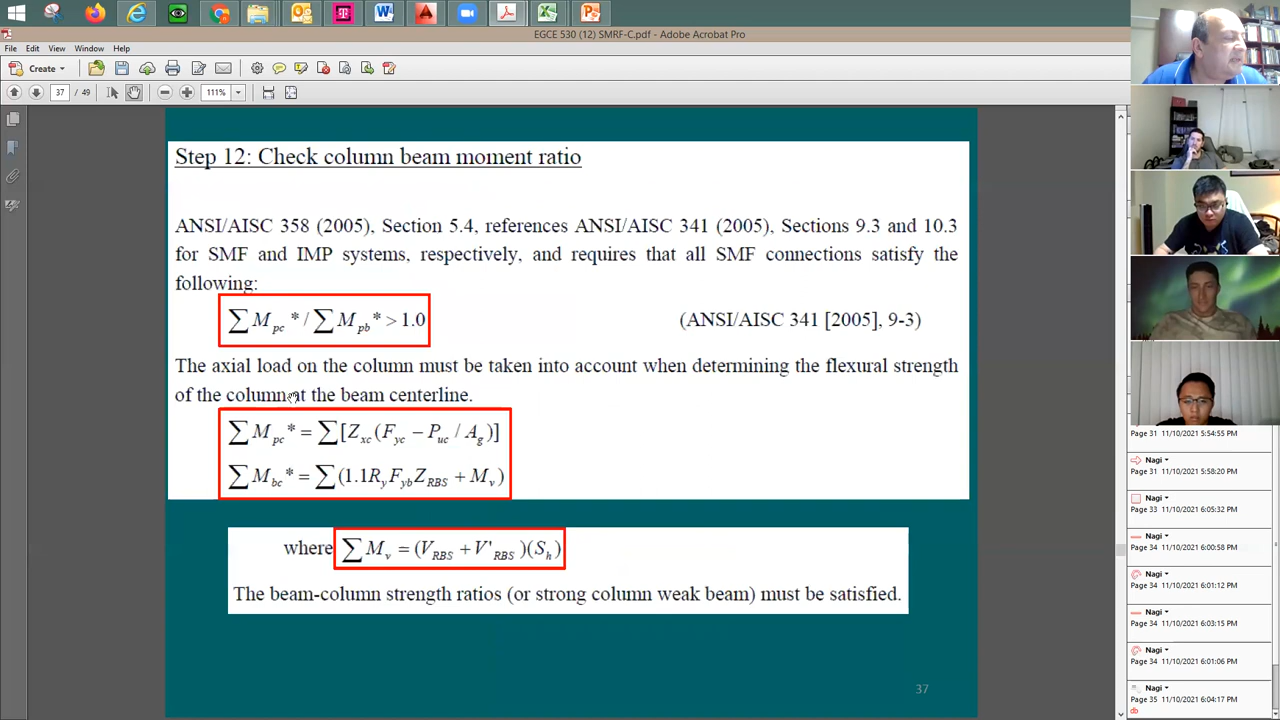 EGCE 530 (12) SMRF-C.pdf - Adobe Acrobat Pro
File Edit View Window Help
Create
37 / 49
111%
Step 12: Check column beam moment ratio
ANSI/AISC 358 (2005), Section 5.4, references ANSI/AISC 341 (2005), Sections 9.3 and 10.3
for SMF and IMP systems, respectively, and requires that all SMF connections satisfy the
following:
∑ M_pc * / ∑ M_pb * > 1.0 (ANSI/AISC 341 [2005], 9-3)
The axial load on the column must be taken into account when determining the flexural strength
of the column at the beam centerline.
∑ M_pc * = ∑ [Z_xc (F_yc − P_uc / A_g)]
∑ M_bc * = ∑ (1.1R_y F_yb Z_RBS + M_v)
where ∑ M_v = (V_RBS + V'_RBS )(S_h)
The beam-column strength ratios (or strong column weak beam) must be satisfied.
37
Page 31 11/10/2021 5:54:55 PM
Nagi
Page 31 11/10/2021 5:58:20 PM
Nagi
Page 33 11/10/2021 6:05:32 PM
Nagi
Page 34 11/10/2021 6:00:58 PM
Nagi
Page 34 11/10/2021 6:01:12 PM
Nagi
Page 34 11/10/2021 6:03:15 PM
Nagi
Page 34 11/10/2021 6:01:06 PM
Nagi
Page 35 11/10/2021 6:04:17 PM
db